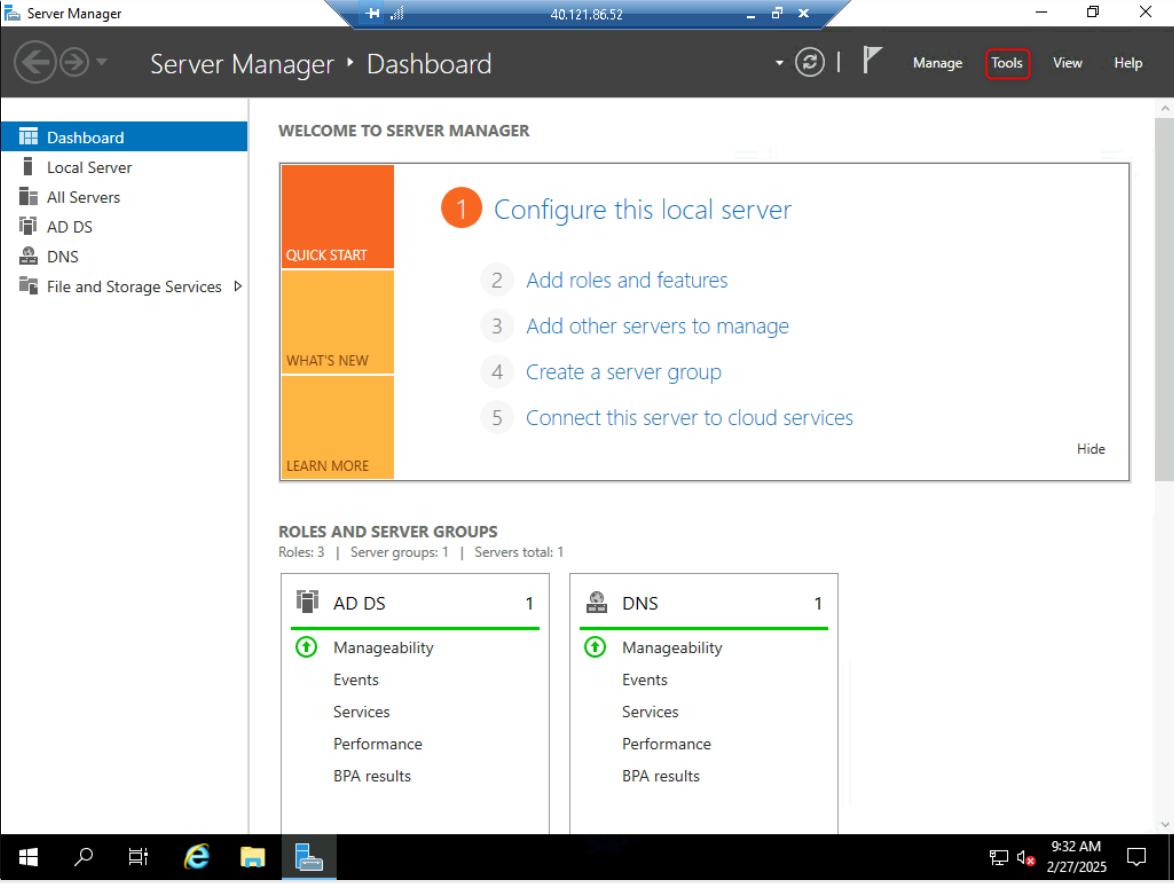 Server Manager
40.121.86.52
Server Manager ‣ Dashboard
Manage
Tools
View
Help
Dashboard
Local Server
All Servers
AD DS
DNS
File and Storage Services
WELCOME TO SERVER MANAGER
QUICK START
WHAT'S NEW
LEARN MORE
1 Configure this local server
2 Add roles and features
3 Add other servers to manage
4 Create a server group
5 Connect this server to cloud services
Hide
ROLES AND SERVER GROUPS
Roles: 3 | Server groups: 1 | Servers total: 1
AD DS 1
Manageability
Events
Services
Performance
BPA results
DNS 1
Manageability
Events
Services
Performance
BPA results
9:32 AM
2/27/2025